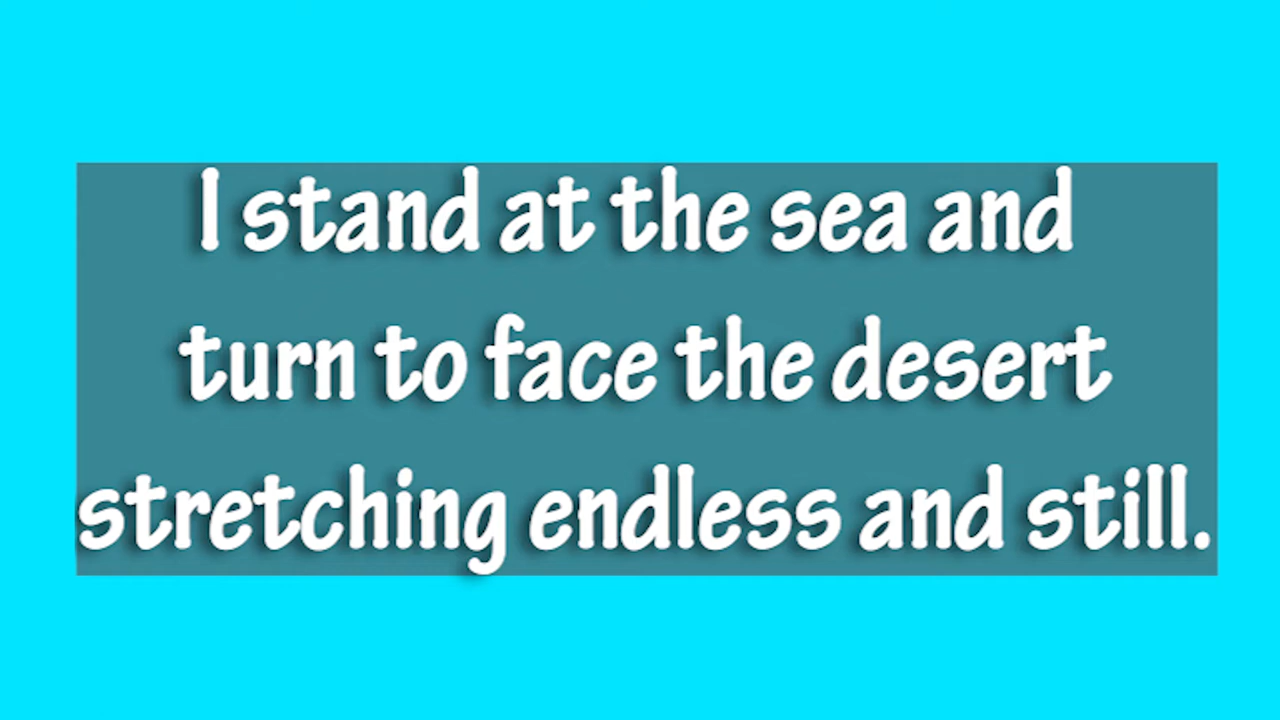 I stand at the sea and
turn to face the desert
stretching endless and still.